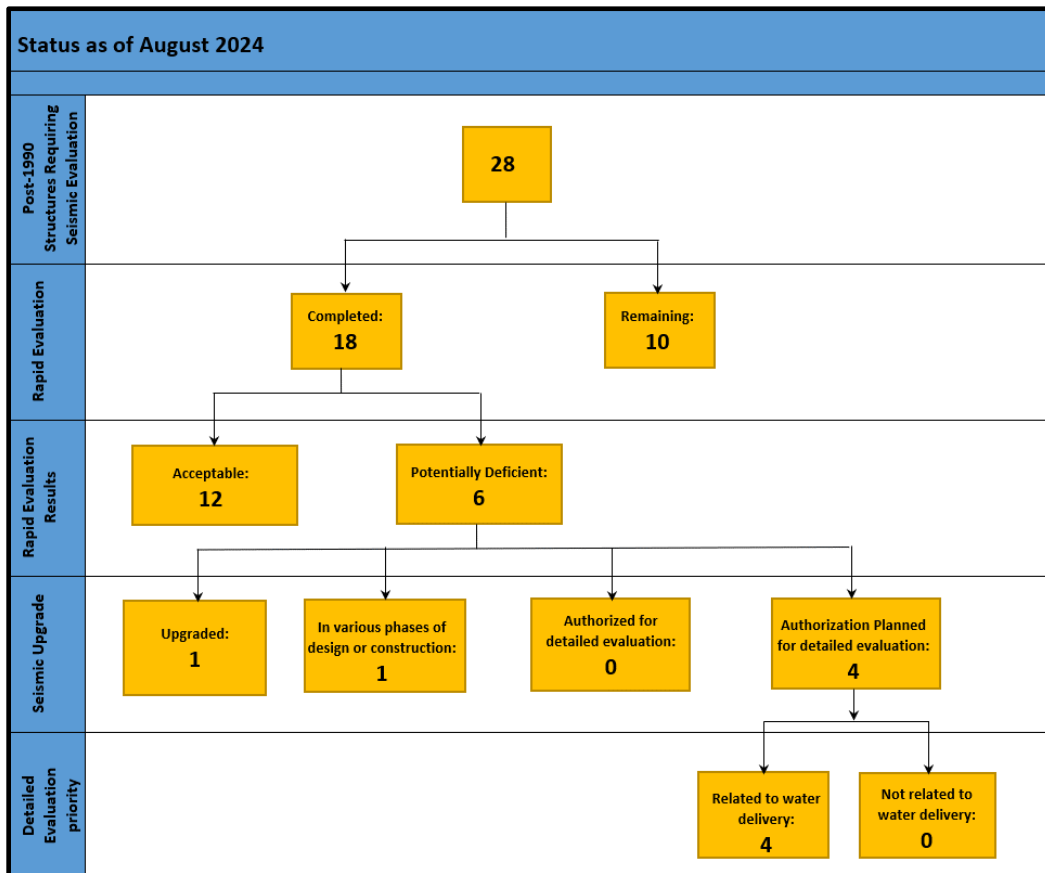 Status as of August 2024
Post-1990
Structures Requiring
Seismic Evaluation
28
Rapid Evaluation
Completed:
18
Remaining:
10
Rapid Evaluation
Results
Acceptable:
12
Potentially Deficient:
6
Seismic Upgrade
Upgraded:
1
In various phases of
design or construction:
1
Authorized for
detailed evaluation:
0
Authorization Planned
for detailed evaluation:
4
Detailed
Evaluation
priority
Related to water
delivery:
4
Not related to
water delivery:
0